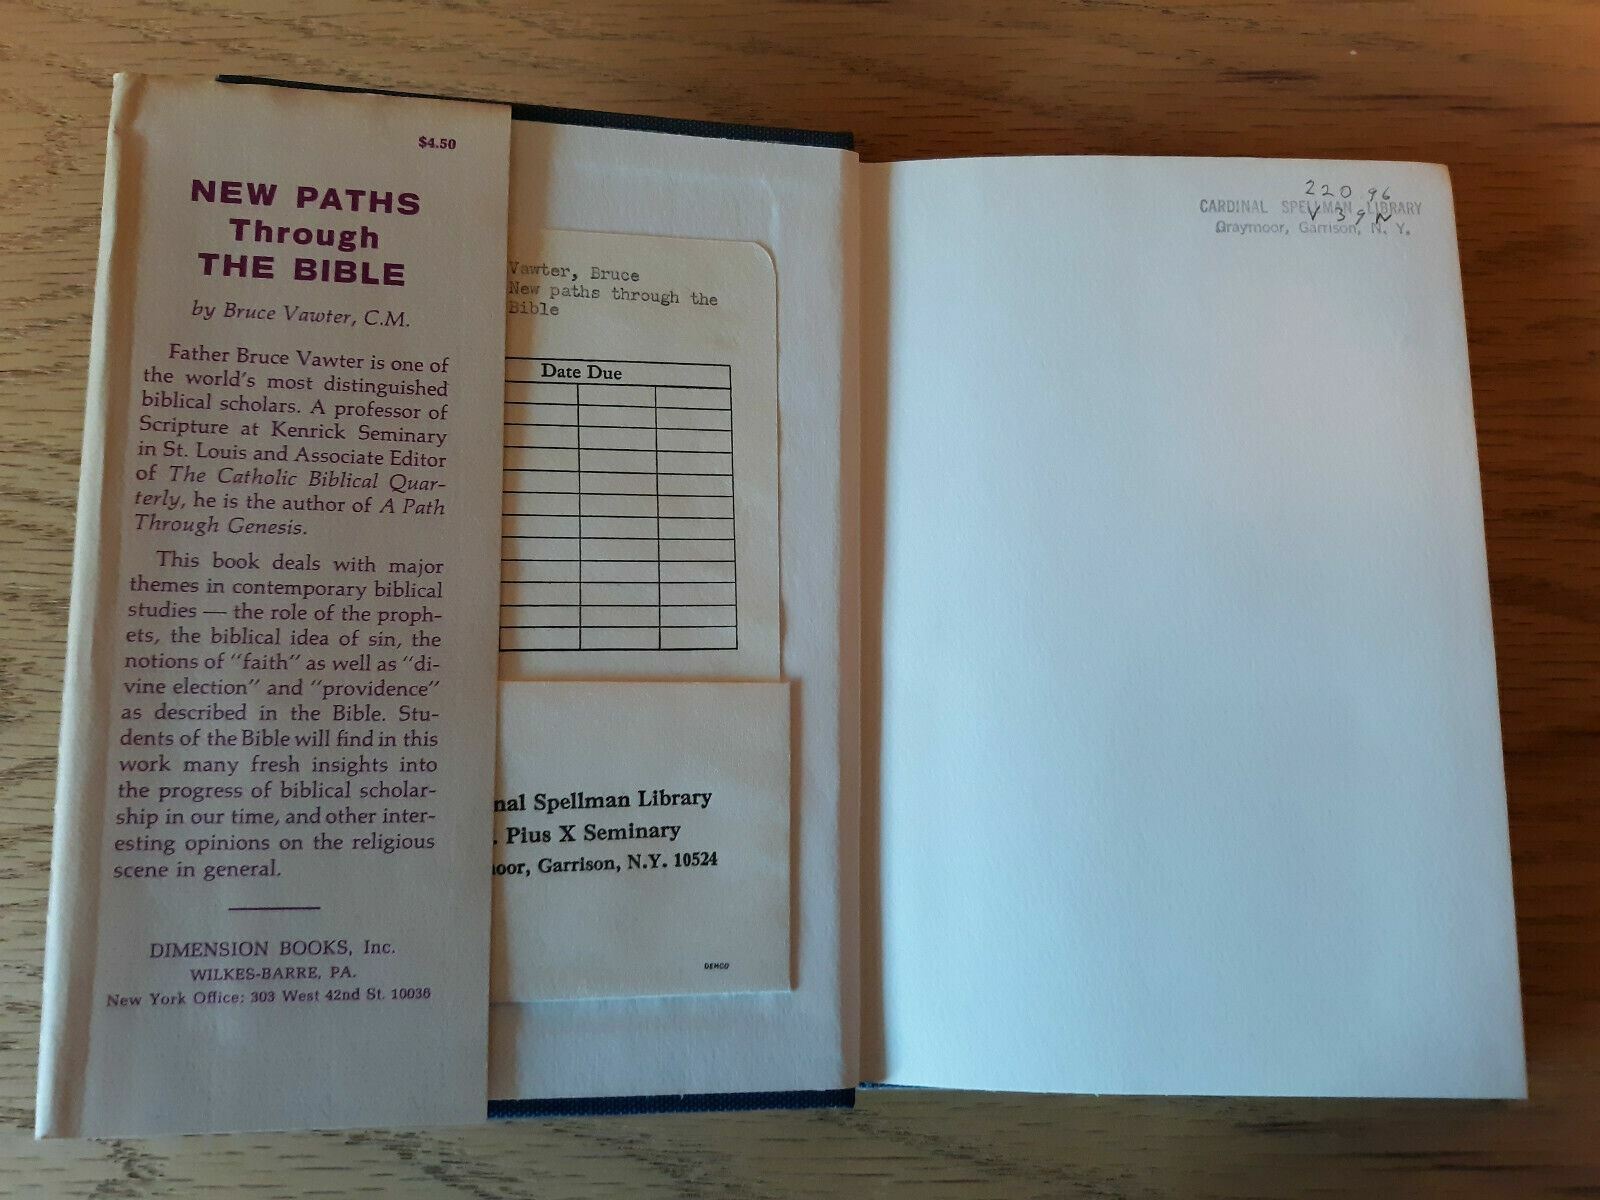 $4.50
NEW PATHS
Through
THE BIBLE
by Bruce Vawter, C.M.
Father Bruce Vawter is one of
the world's most distinguished
biblical scholars. A professor of
Scripture at Kenrick Seminary
in St. Louis and Associate Editor
of The Catholic Biblical Quar-
terly, he is the author of A Path
Through Genesis.
This book deals with major
themes in contemporary biblical
studies — the role of the proph-
ets, the biblical idea of sin, the
notions of "faith" as well as "di-
vine election" and "providence"
as described in the Bible. Stu-
dents of the Bible will find in this
work many fresh insights into
the progress of biblical scholar-
ship in our time, and other inter-
esting opinions on the religious
scene in general.
DIMENSION BOOKS, Inc.
WILKES-BARRE, PA.
New York Office: 303 West 42nd St. 10036
Vawter, Bruce
New paths through the
Bible
Date Due
nal Spellman Library
. Pius X Seminary
oor, Garrison, N.Y. 10524
DEMCO
220.96
V39N
CARDINAL SPELLMAN LIBRARY
Graymoor, Garrison, N. Y.